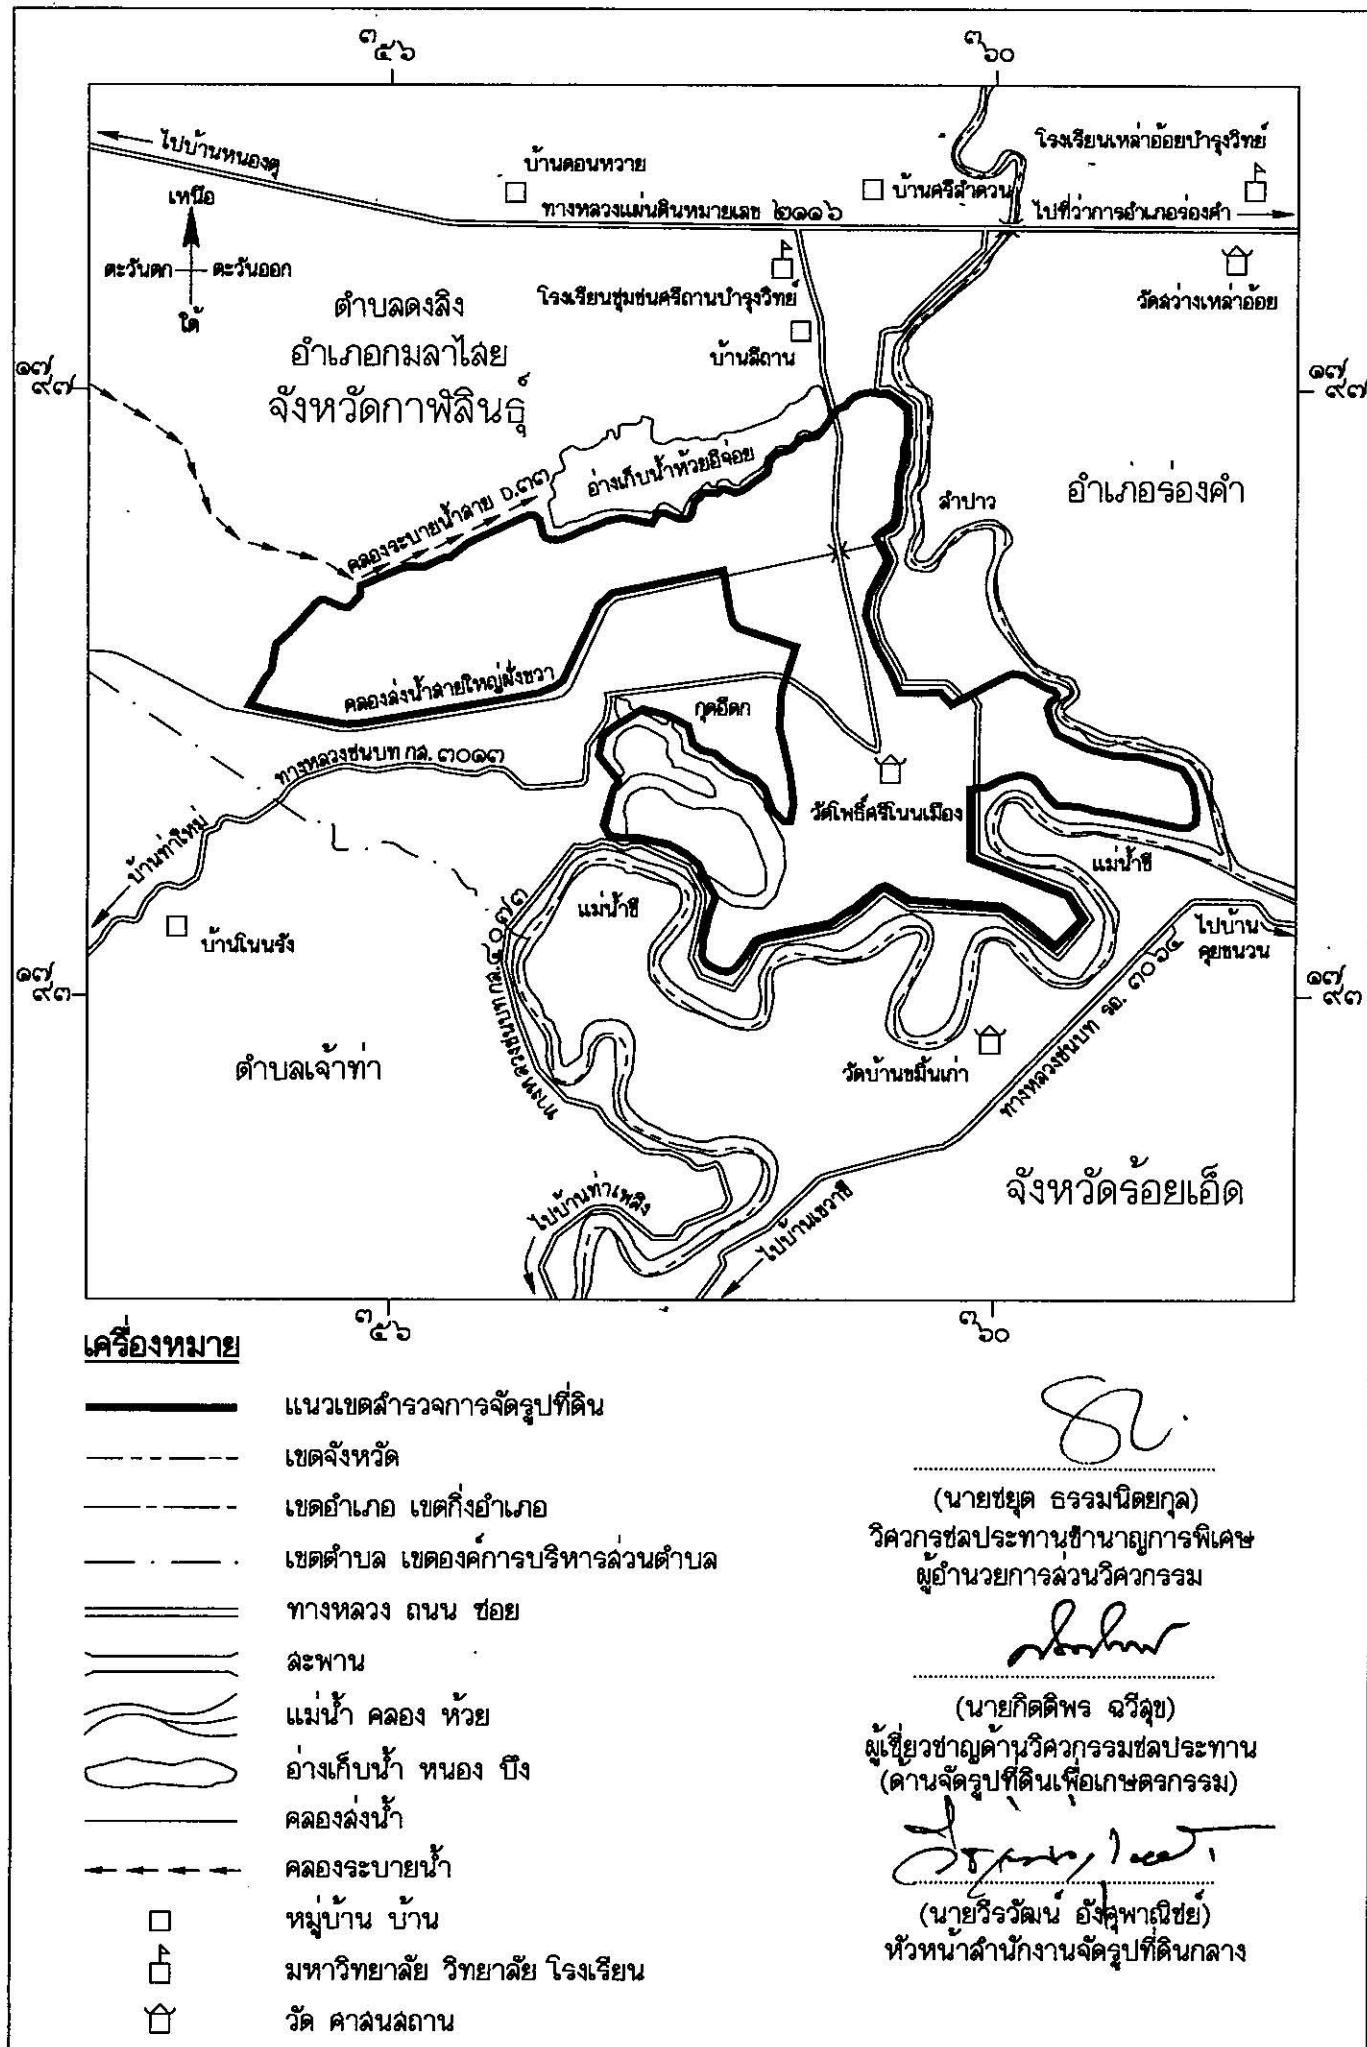 ๓๕๖
๓๖๐
ไปบ้านหนองตุ
บ้านดอนหวาย
โรงเรียนเหล่าอ้อยบำรุงวิทย์
บ้านศรีลำดวน
เหนือ
ทางหลวงแผ่นดินหมายเลข ๒๑๑๖
ไปที่ว่าการอำเภอร่องคำ
ตะวันตก
ตะวันออก
ใต้
โรงเรียนชุมชนศรีถานบำรุงวิทย์
วัดสว่างเหล่าอ้อย
ตำบลดงลิง
อำเภอกมลาไสย
จังหวัดกาฬสินธุ์
บ้านสีถาน
๑๗๙๗
๑๗๙๗
อ่างเก็บน้ำห้วยอีจ่อย
คลองระบายน้ำสาย D.๓๓
อำเภอร่องคำ
ลำปาว
คลองส่งน้ำสายใหญ่ฝั่งขวา
กุดอีตก
ทางหลวงชนบท กส. ๓๐๑๓
วัดโพธิ์ศรีโนนเมือง
บ้านท่าใหม่
แม่น้ำชี
แม่น้ำชี
บ้านโนนรัง
ทางหลวงชนบท กส. ๔๐๗๓
ไปบ้าน
คุยขนวน
๑๗๙๓
๑๗๙๓
ตำบลเจ้าท่า
วัดบ้านขมิ้นเก่า
ทางหลวงชนบท รอ. ๓๐๖๔
จังหวัดร้อยเอ็ด
ไปบ้านท่าเพลิง
ไปบ้านเขวาชี
๓๕๖
๓๖๐
เครื่องหมาย
แนวเขตสำรวจการจัดรูปที่ดิน
เขตจังหวัด
เขตอำเภอ เขตกิ่งอำเภอ
เขตตำบล เขตองค์การบริหารส่วนตำบล
ทางหลวง ถนน ซอย
สะพาน
แม่น้ำ คลอง ห้วย
อ่างเก็บน้ำ หนอง บึง
คลองส่งน้ำ
คลองระบายน้ำ
หมู่บ้าน บ้าน
มหาวิทยาลัย วิทยาลัย โรงเรียน
วัด ศาสนสถาน
(นายชยุต ธรรมนิตยกุล)
วิศวกรชลประทานชำนาญการพิเศษ
ผู้อำนวยการส่วนวิศวกรรม
(นายกิตติพร ฉวีสุข)
ผู้เชี่ยวชาญด้านวิศวกรรมชลประทาน
(ด้านจัดรูปที่ดินเพื่อเกษตรกรรม)
(นายวีรวัฒน์ อังศุพาณิชย์)
หัวหน้าสำนักงานจัดรูปที่ดินกลาง